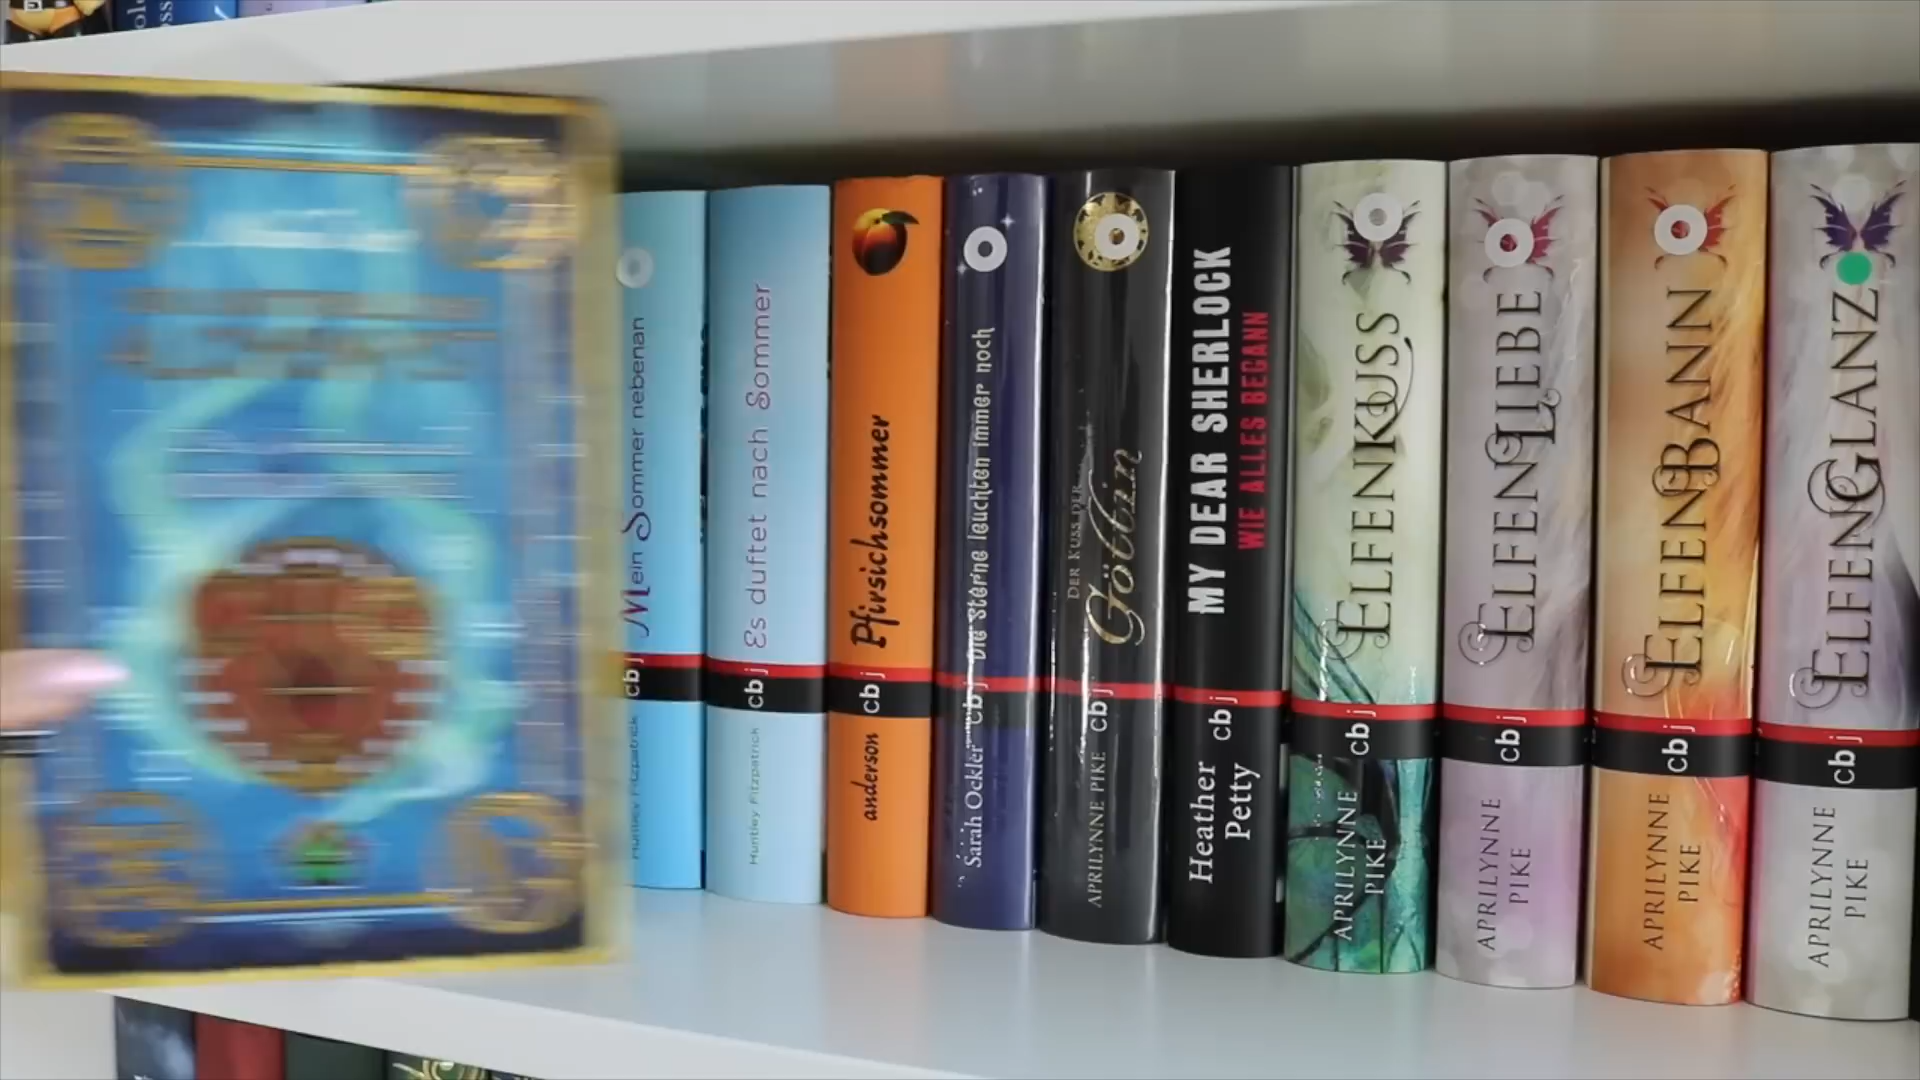 Mein Sommer nebenan
cbj
Huntley Fitzpatrick
Es duftet nach Sommer
cbj
Huntley Fitzpatrick
Pfirsichsommer
cbj
anderson
Die Sterne leuchten immer noch
cbj
Sarah Ockler
DER KUSS DER
Göttin
cbj
APRILYNNE PIKE
MY DEAR SHERLOCK
WIE ALLES BEGANN
cbj
Heather
Petty
ELFENKUSS
cbj
APRILYNNE
PIKE
ELFENLIEBE
cbj
APRILYNNE
PIKE
ELFENBANN
cbj
APRILYNNE
PIKE
ELFENGLANZ
cbj
APRILYNNE
PIKE